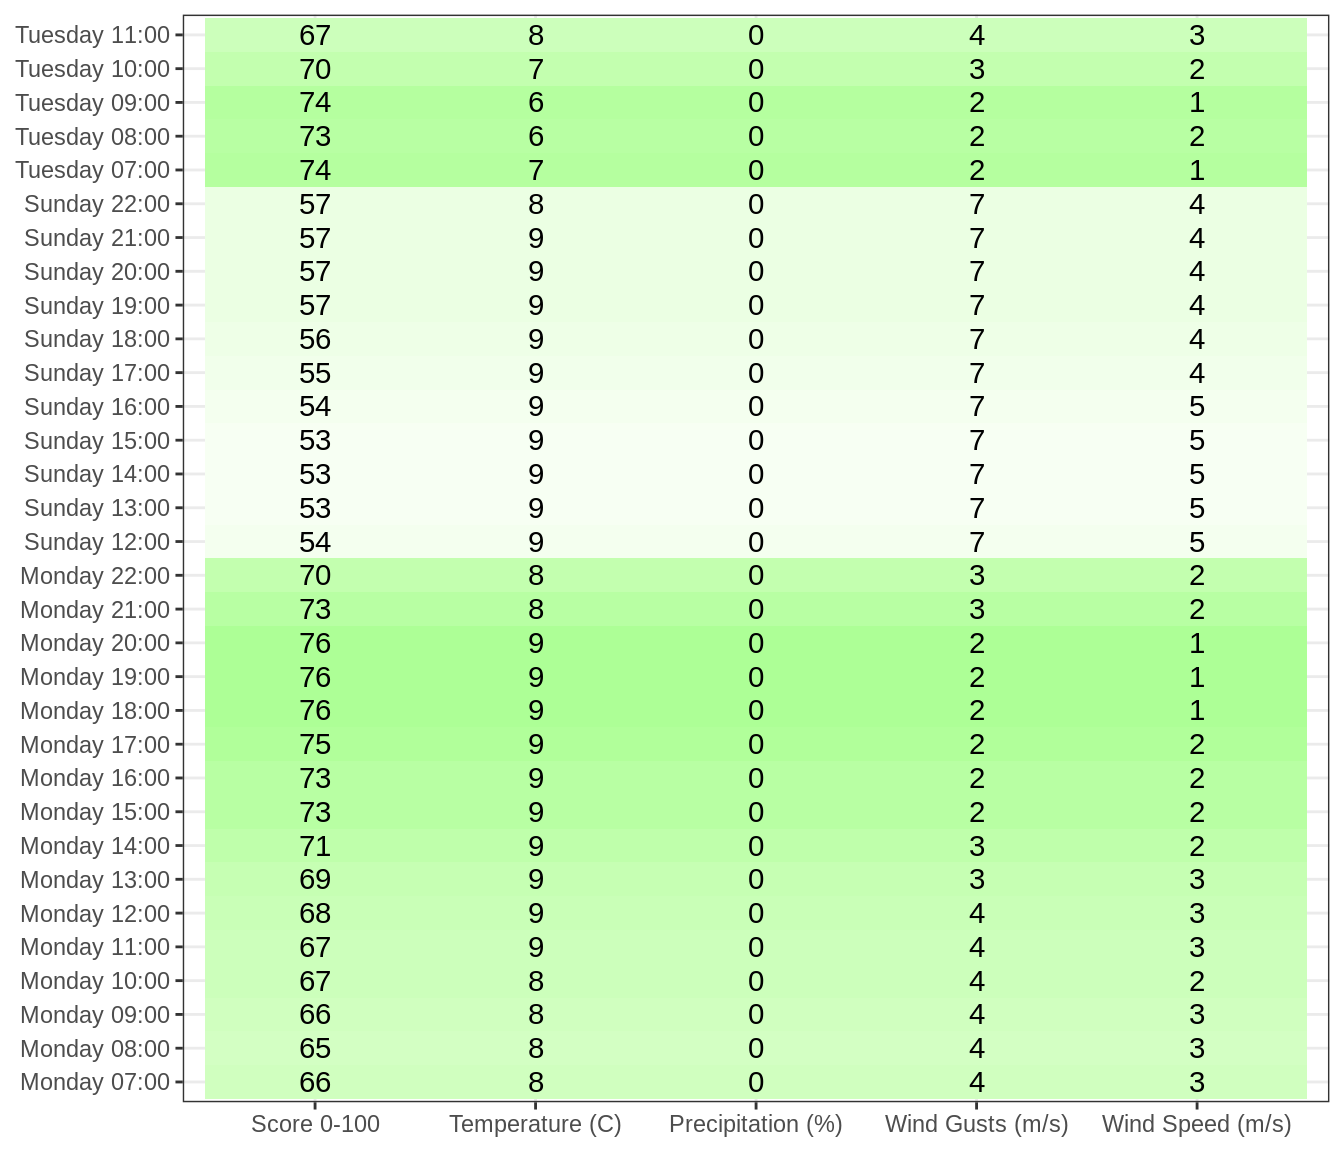 Tuesday 11:00 67 8 0 4 3
Tuesday 10:00 70 7 0 3 2
Tuesday 09:00 74 6 0 2 1
Tuesday 08:00 73 6 0 2 2
Tuesday 07:00 74 7 0 2 1
Sunday 22:00 57 8 0 7 4
Sunday 21:00 57 9 0 7 4
Sunday 20:00 57 9 0 7 4
Sunday 19:00 57 9 0 7 4
Sunday 18:00 56 9 0 7 4
Sunday 17:00 55 9 0 7 4
Sunday 16:00 54 9 0 7 5
Sunday 15:00 53 9 0 7 5
Sunday 14:00 53 9 0 7 5
Sunday 13:00 53 9 0 7 5
Sunday 12:00 54 9 0 7 5
Monday 22:00 70 8 0 3 2
Monday 21:00 73 8 0 3 2
Monday 20:00 76 9 0 2 1
Monday 19:00 76 9 0 2 1
Monday 18:00 76 9 0 2 1
Monday 17:00 75 9 0 2 2
Monday 16:00 73 9 0 2 2
Monday 15:00 73 9 0 2 2
Monday 14:00 71 9 0 3 2
Monday 13:00 69 9 0 3 3
Monday 12:00 68 9 0 4 3
Monday 11:00 67 9 0 4 3
Monday 10:00 67 8 0 4 2
Monday 09:00 66 8 0 4 3
Monday 08:00 65 8 0 4 3
Monday 07:00 66 8 0 4 3
Score 0-100 Temperature (C) Precipitation (%) Wind Gusts (m/s) Wind Speed (m/s)